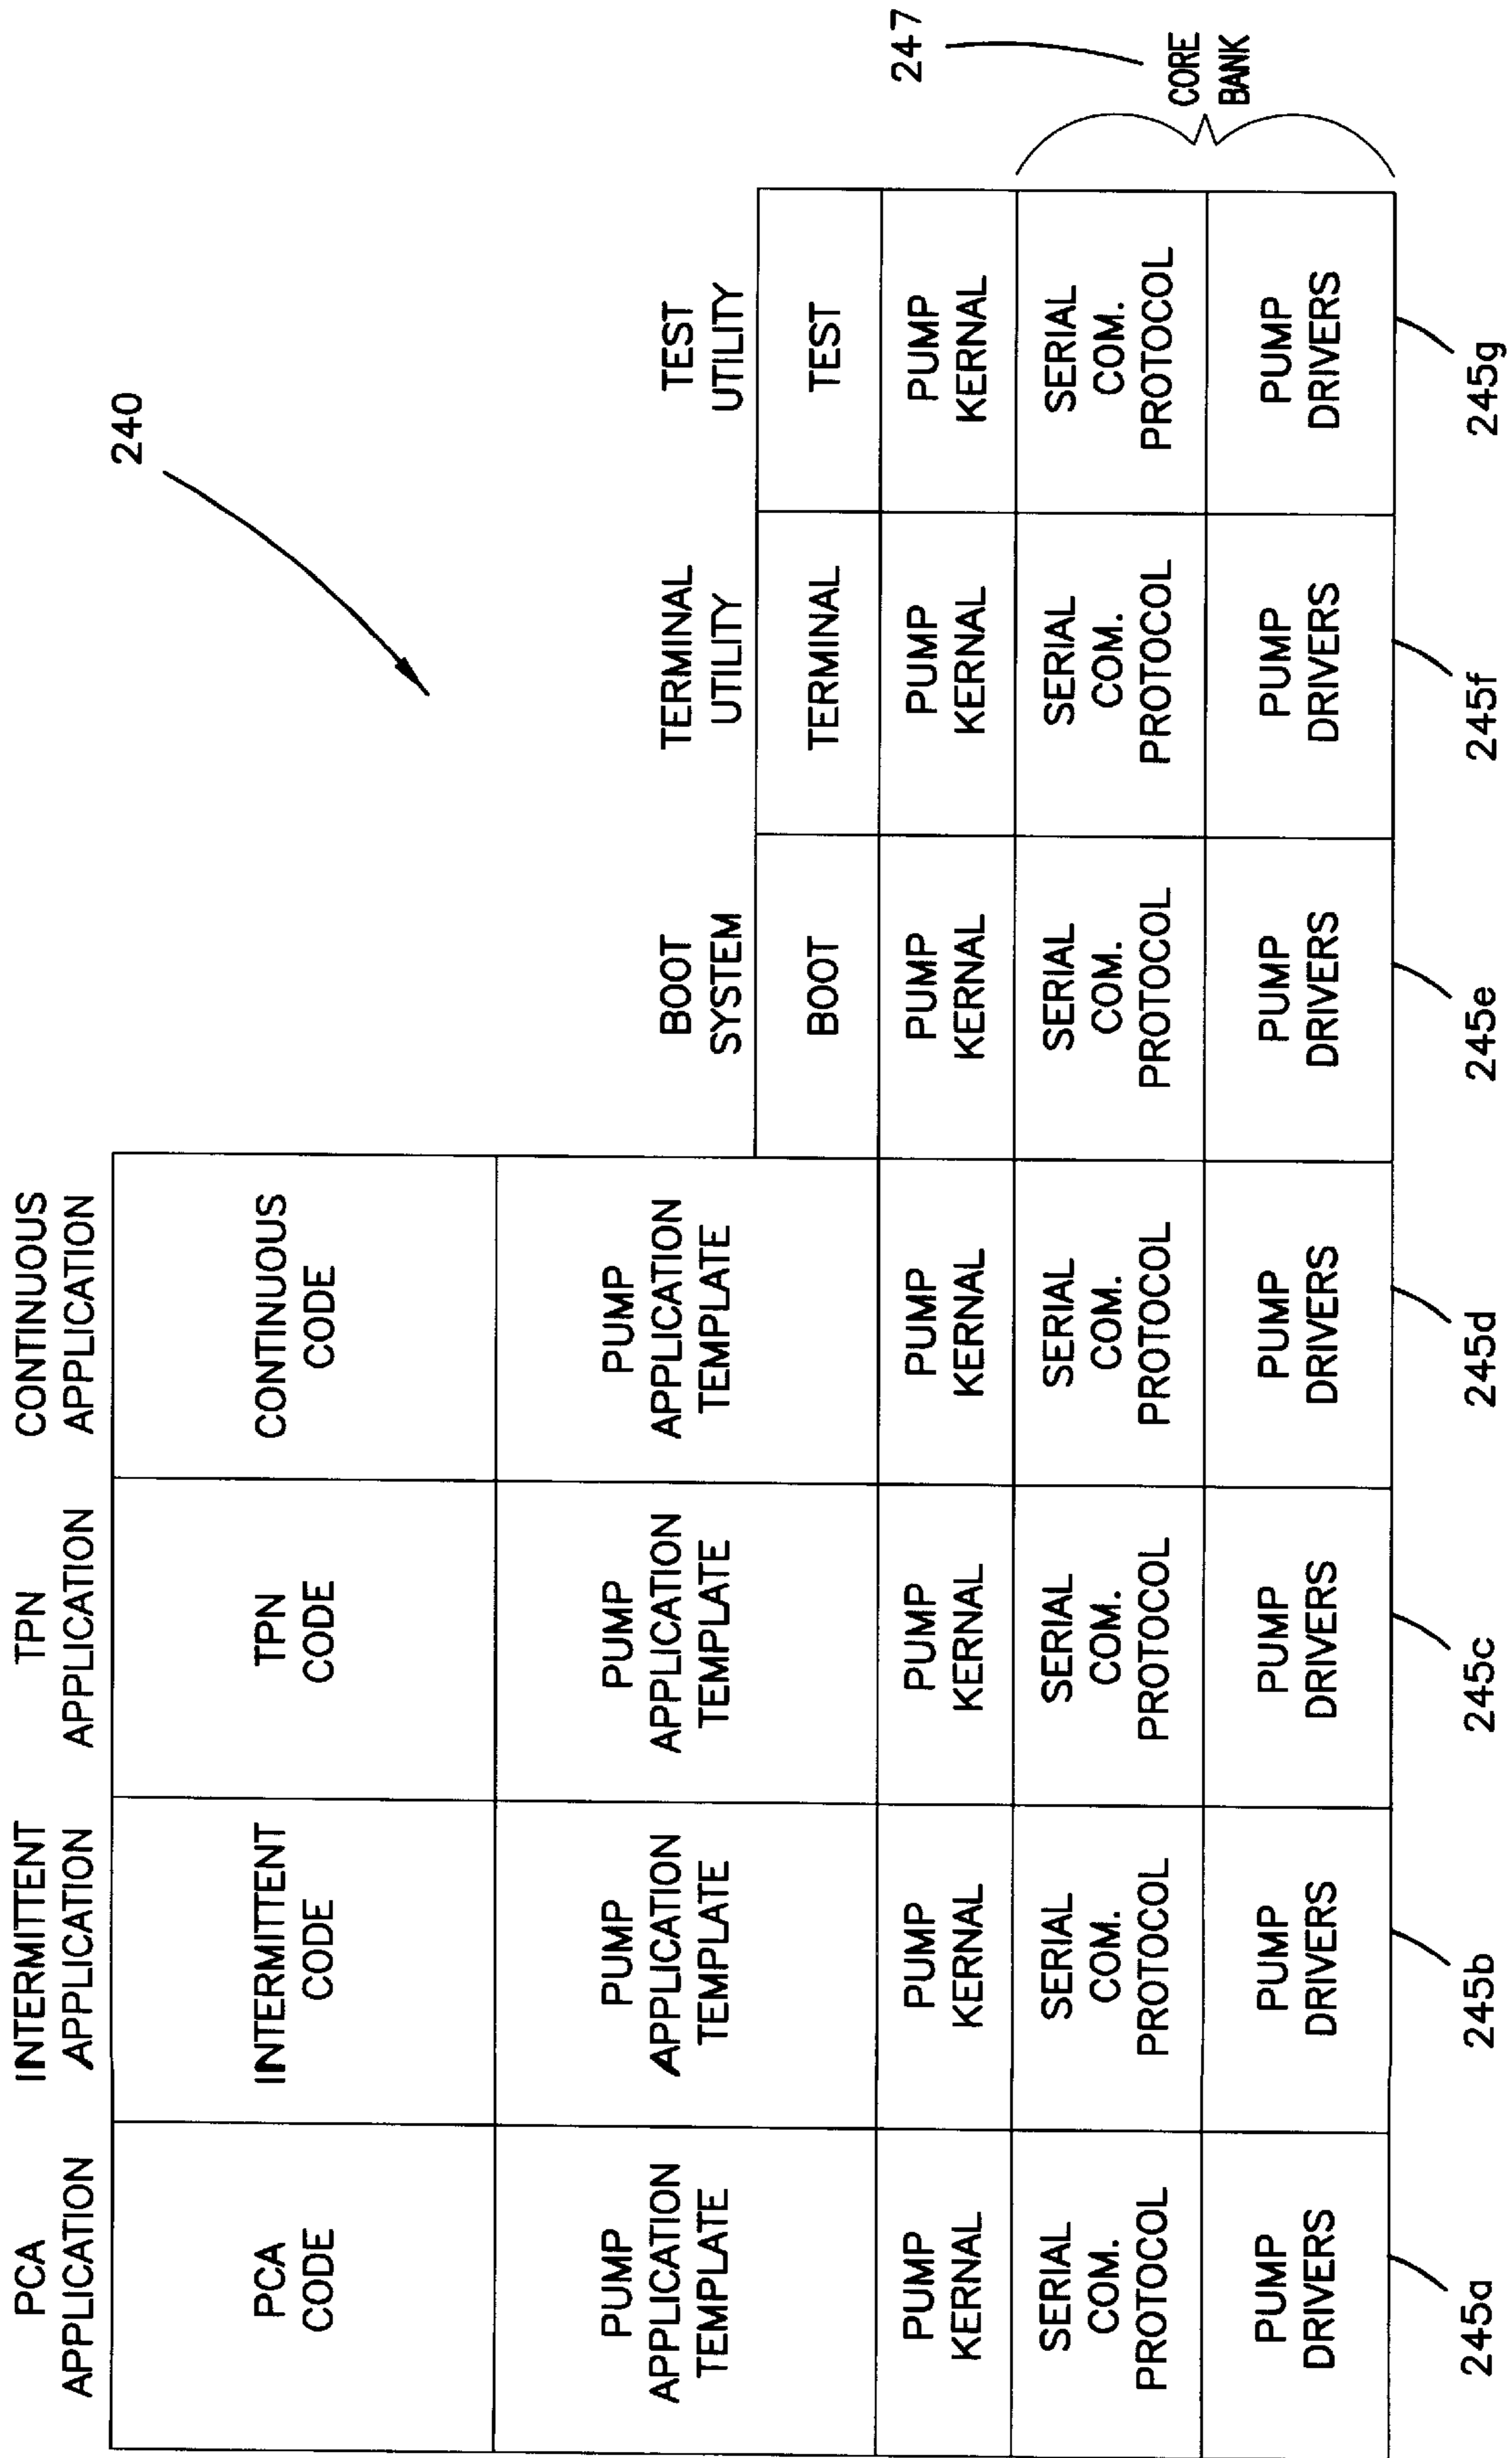 240
PCA
APPLICATION
INTERMITTENT
APPLICATION
TPN
APPLICATION
CONTINUOUS
APPLICATION
PCA
CODE
INTERMITTENT
CODE
TPN
CODE
CONTINUOUS
CODE
PUMP
APPLICATION
TEMPLATE
PUMP
APPLICATION
TEMPLATE
PUMP
APPLICATION
TEMPLATE
PUMP
APPLICATION
TEMPLATE
BOOT
SYSTEM
TERMINAL
UTILITY
TEST
UTILITY
BOOT
TERMINAL
TEST
PUMP
KERNAL
PUMP
KERNAL
PUMP
KERNAL
PUMP
KERNAL
PUMP
KERNAL
PUMP
KERNAL
PUMP
KERNAL
247
SERIAL
COM.
PROTOCOL
SERIAL
COM.
PROTOCOL
SERIAL
COM.
PROTOCOL
SERIAL
COM.
PROTOCOL
SERIAL
COM.
PROTOCOL
SERIAL
COM.
PROTOCOL
SERIAL
COM.
PROTOCOL
CORE
BANK
PUMP
DRIVERS
PUMP
DRIVERS
PUMP
DRIVERS
PUMP
DRIVERS
PUMP
DRIVERS
PUMP
DRIVERS
PUMP
DRIVERS
245a
245b
245c
245d
245e
245f
245g